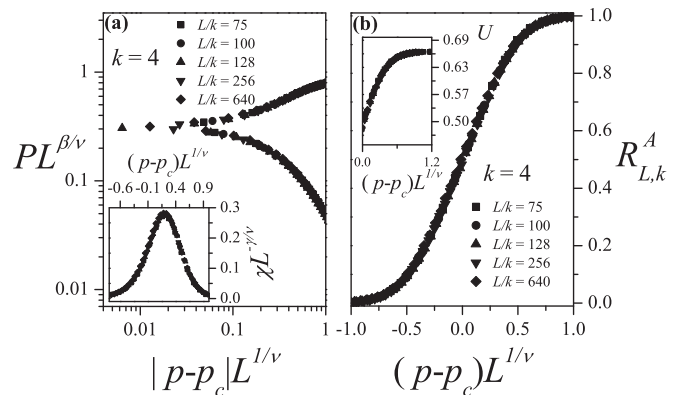 (a)
k = 4
L/k = 75
L/k = 100
L/k = 128
L/k = 256
L/k = 640
1
0.1
0.01
PL^{β/ν}
(p-p_c)L^{1/ν}
-0.6 -0.1 0.4 0.9
0.3
0.2
0.1
0.0
χL^{-γ/ν}
0.01 0.1 1
|p-p_c|L^{1/ν}
(b)
U
0.69
0.63
0.57
0.50
0.0 1.2
(p-p_c)L^{1/ν}
k = 4
L/k = 75
L/k = 100
L/k = 128
L/k = 256
L/k = 640
1.0
0.8
0.6
0.4
0.2
0.0
R^A_{L,k}
-1.0 -0.5 0.0 0.5 1.0
(p-p_c)L^{1/ν}